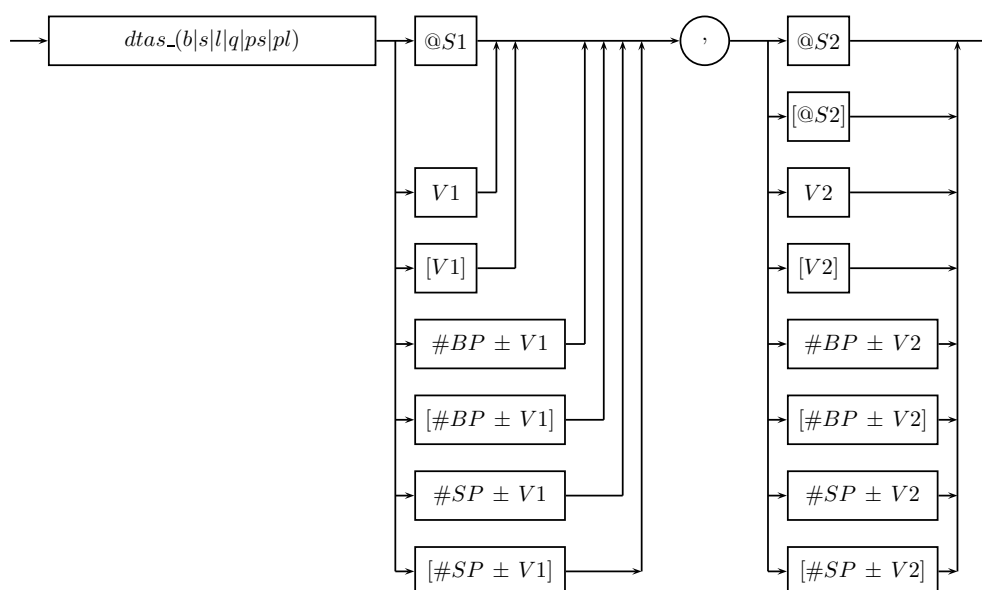 dtas_(b|s|l|q|ps|pl) @S1 , @S2
[@S2]
V1 V2
[V1] [V2]
#BP ± V1 #BP ± V2
[#BP ± V1] [#BP ± V2]
#SP ± V1 #SP ± V2
[#SP ± V1] [#SP ± V2]